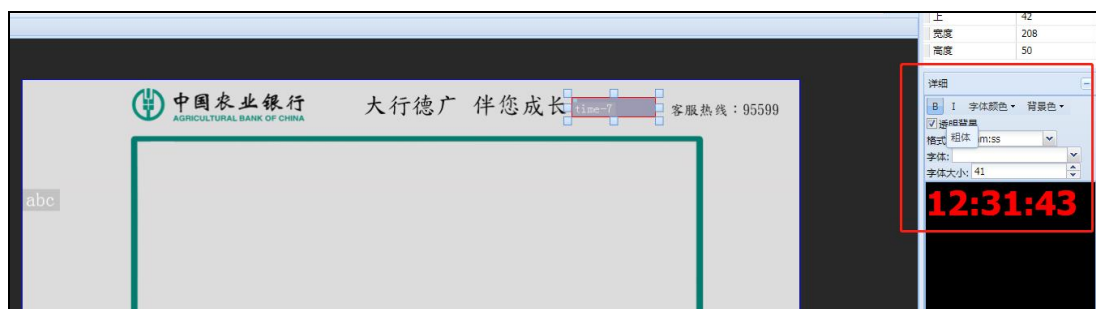 上 42
宽度 208
高度 50
详细
B I 字体颜色 背景色
透明背景
格式 m:ss
粗体
字体:
字体大小: 41
12:31:43
中国农业银行
AGRICULTURAL BANK OF CHINA
大行德广 伴您成长
time-7
客服热线：95599
abc